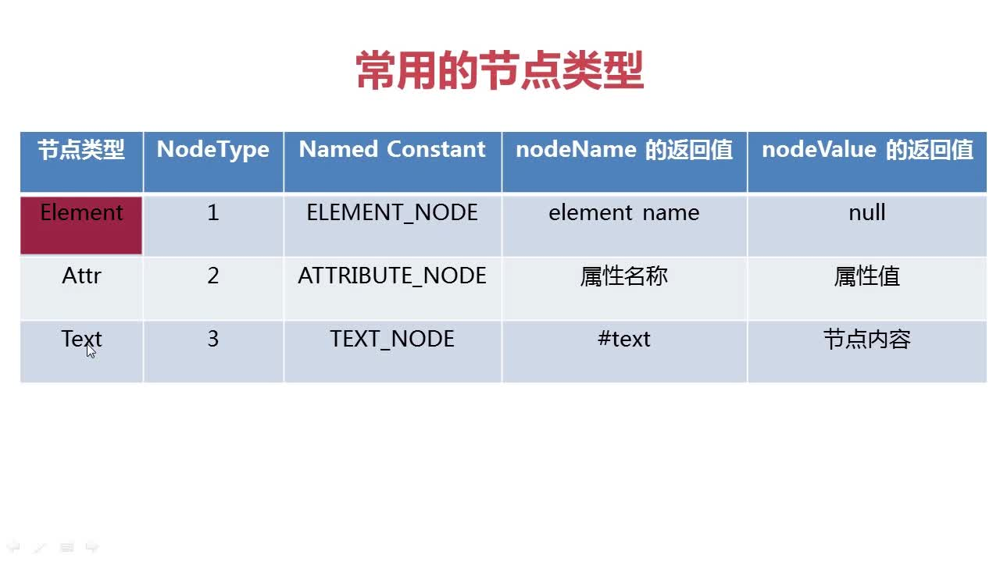 常用的节点类型
节点类型 NodeType Named Constant nodeName 的返回值 nodeValue 的返回值
Element 1 ELEMENT_NODE element name null
Attr 2 ATTRIBUTE_NODE 属性名称 属性值
Text 3 TEXT_NODE #text 节点内容